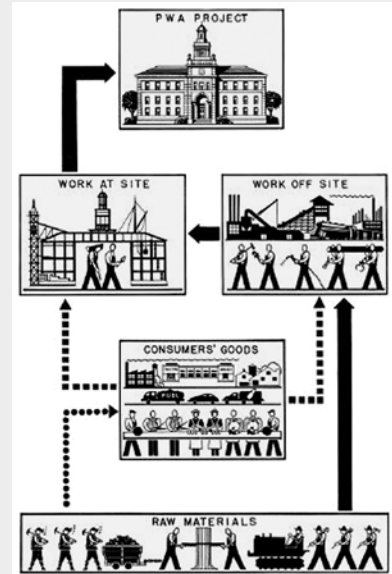 PWA PROJECT
WORK AT SITE
WORK OFF SITE
CONSUMERS' GOODS
FUEL
RAW MATERIALS